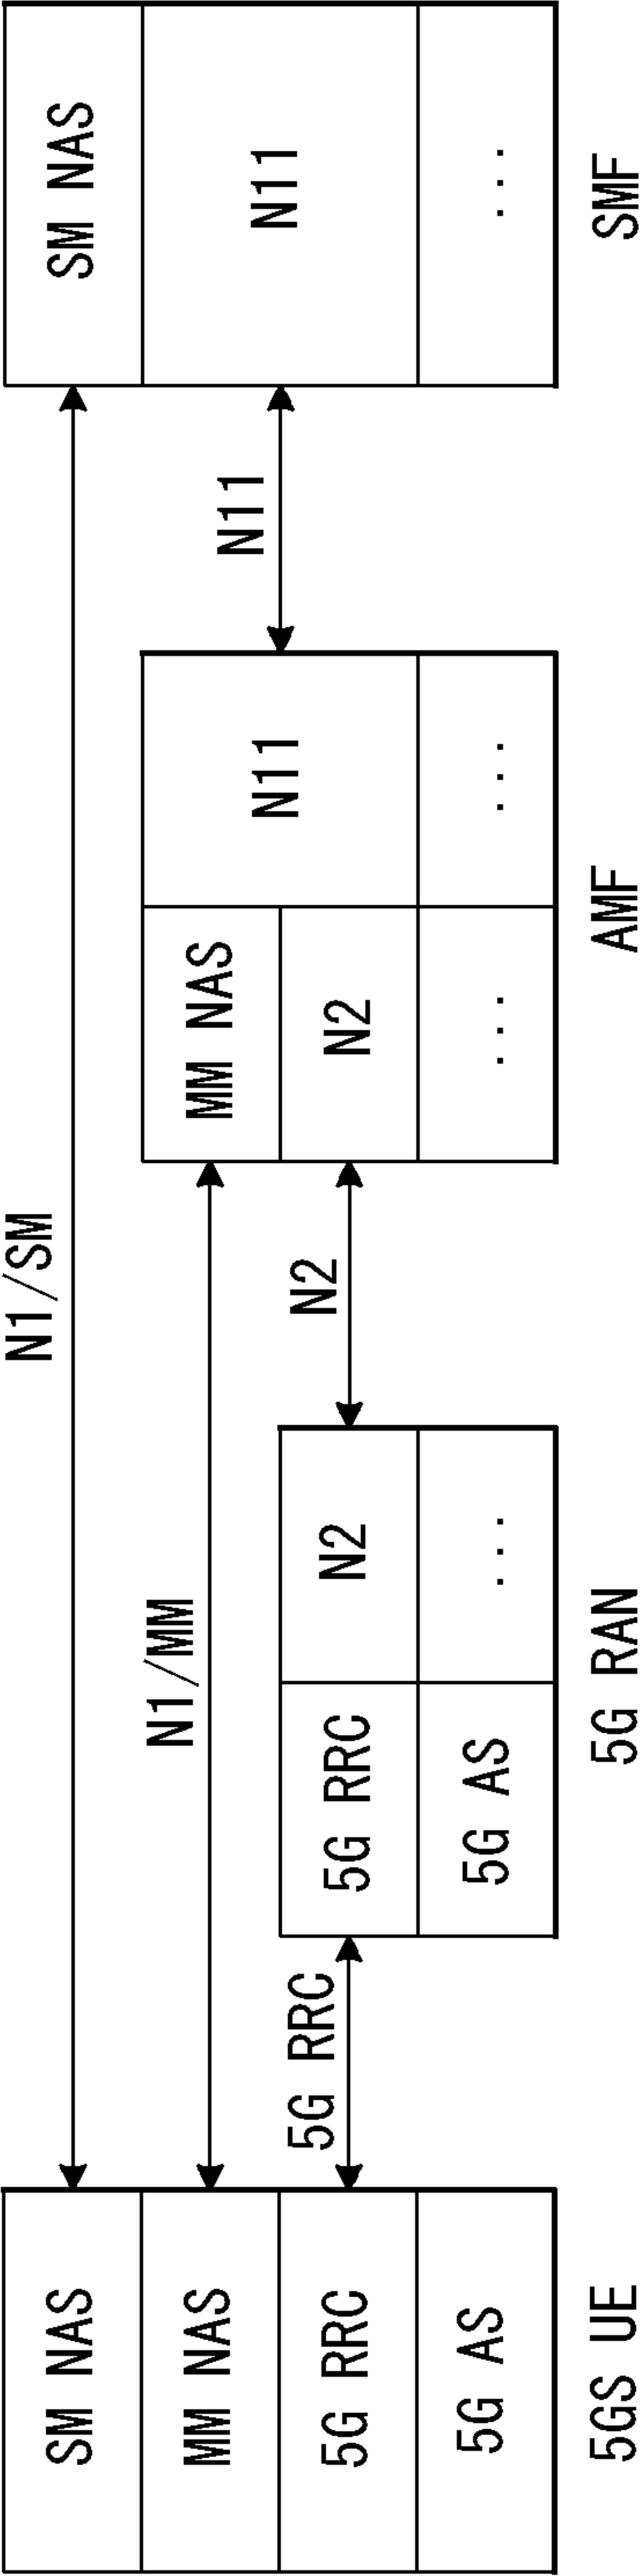 N1/SM
N1/MM
5G RRC
N2
N11
SM NAS
MM NAS
5G RRC
5G AS
5GS UE
5G RRC
N2
5G AS
...
5G RAN
MM NAS
N2
N11
...
...
AMF
SM NAS
N11
...
SMF